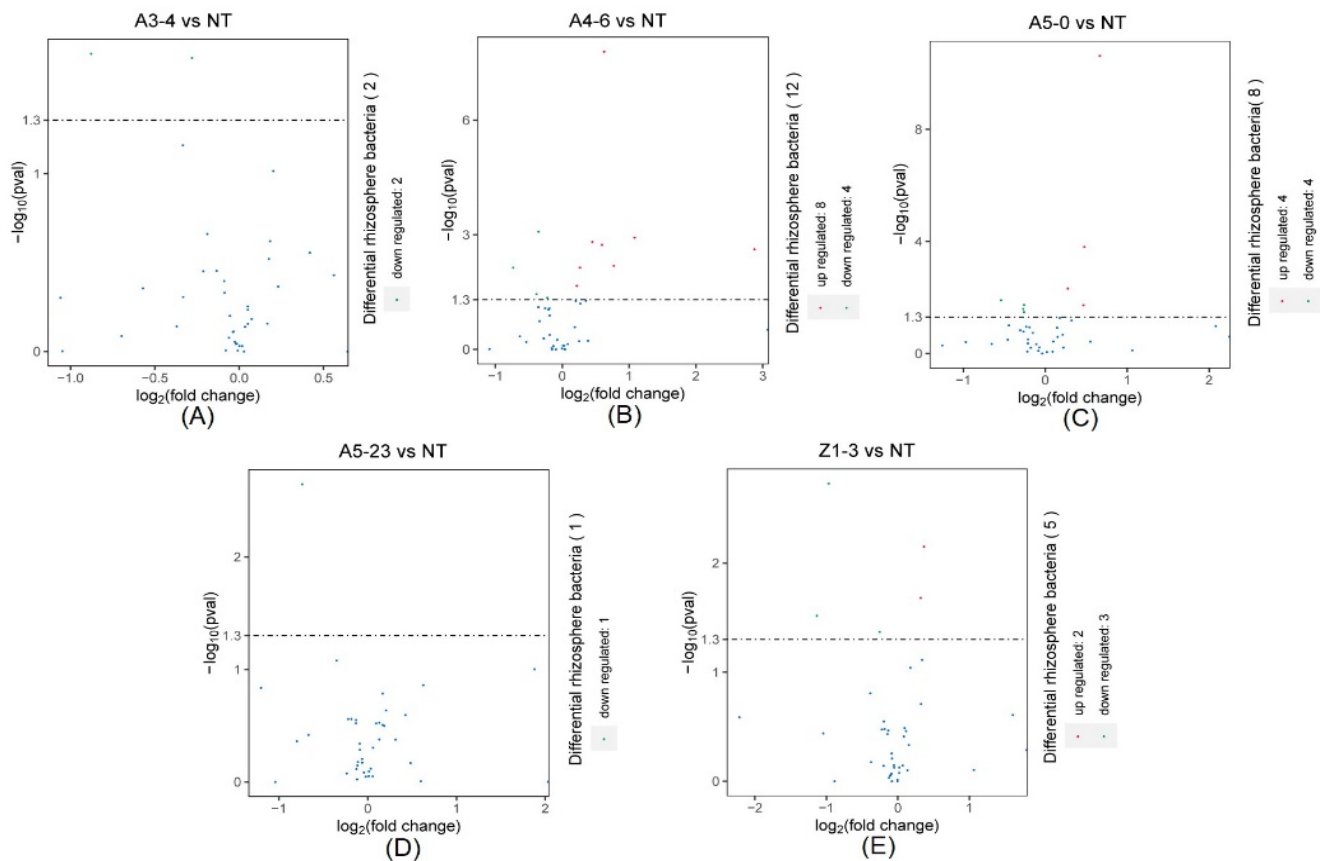 A3-4 vs NT
−log10(pval)
1.3
1
0
−1.0
−0.5
0.0
0.5
log2(fold change)
(A)
Differential rhizosphere bacteria ( 2 )
down regulated: 2
A4-6 vs NT
−log10(pval)
6
3
1.3
0
−1
0
1
2
3
log2(fold change)
(B)
Differential rhizosphere bacteria ( 12 )
up regulated: 8
down regulated: 4
A5-0 vs NT
−log10(pval)
8
4
1.3
0
−1
0
1
2
log2(fold change)
(C)
Differential rhizosphere bacteria( 8 )
up regulated: 4
down regulated: 4
A5-23 vs NT
−log10(pval)
2
1.3
1
0
−1
0
1
2
log2(fold change)
(D)
Differential rhizosphere bacteria ( 1 )
down regulated: 1
Z1-3 vs NT
−log10(pval)
2
1.3
1
0
−2
−1
0
1
log2(fold change)
(E)
Differential rhizosphere bacteria ( 5 )
up regulated: 2
down regulated: 3